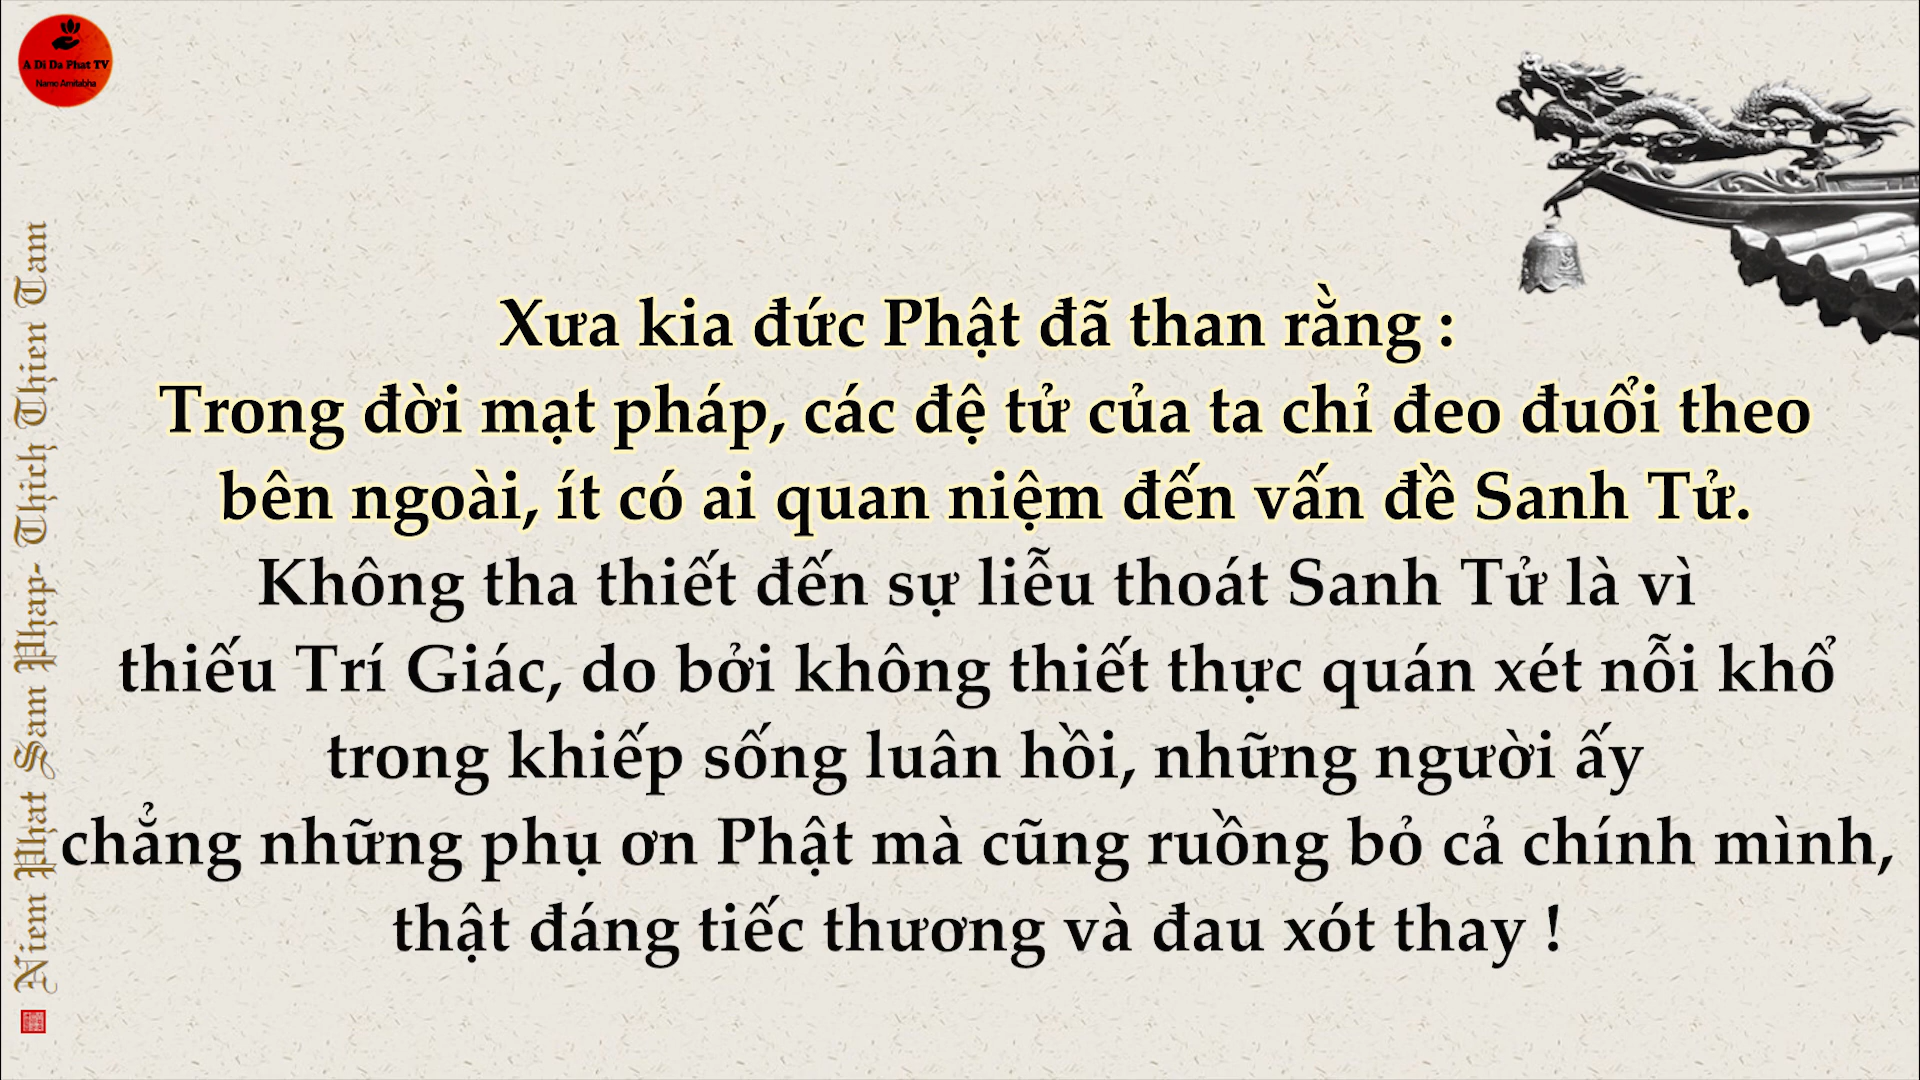 A Di Da Phat TV
Namo Amitabha
Xưa kia đức Phật đã than rằng :
Trong đời mạt pháp, các đệ tử của ta chỉ đeo đuổi theo
bên ngoài, ít có ai quan niệm đến vấn đề Sanh Tử.
Không tha thiết đến sự liễu thoát Sanh Tử là vì
thiếu Trí Giác, do bởi không thiết thực quán xét nỗi khổ
trong khiếp sống luân hồi, những người ấy
chẳng những phụ ơn Phật mà cũng ruồng bỏ cả chính mình,
thật đáng tiếc thương và đau xót thay !
Niem Phat Sam Phap- Thich Thien Tam